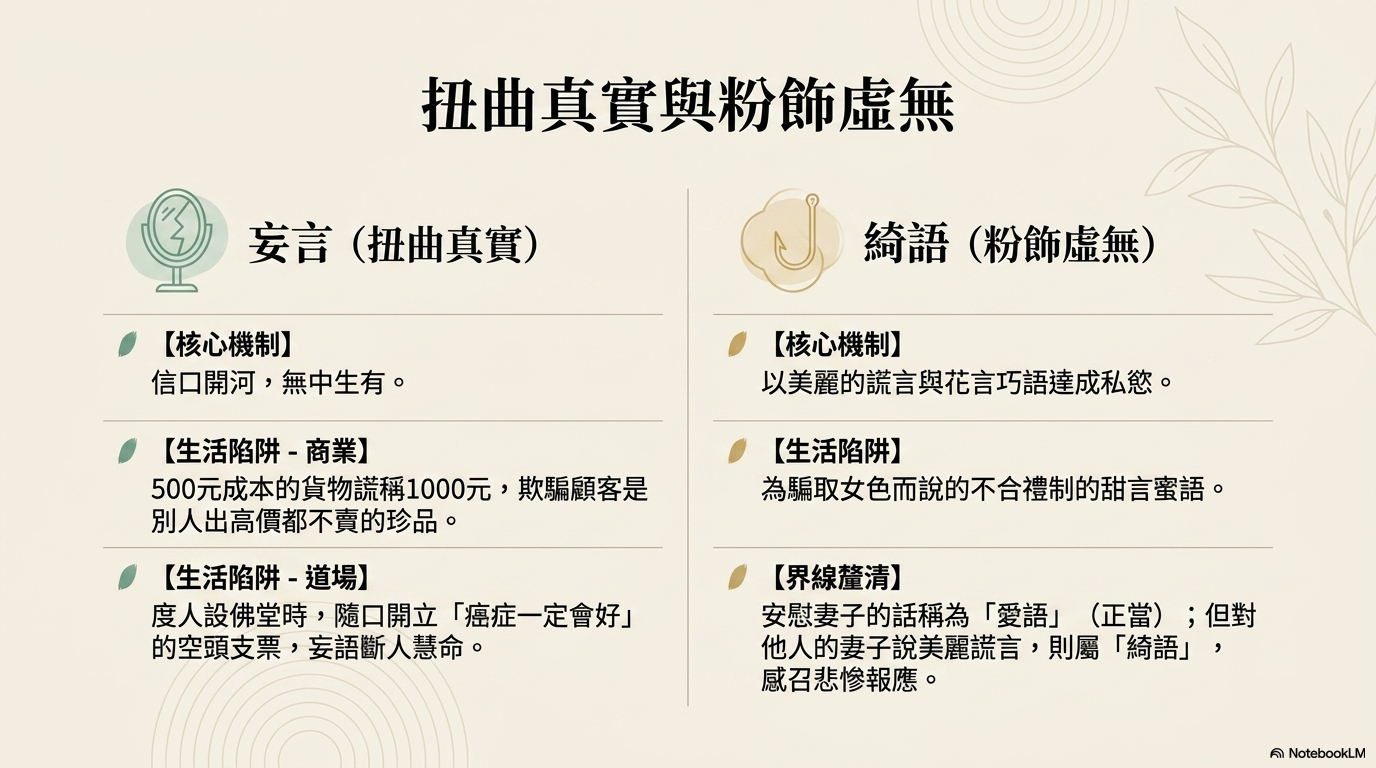 扭曲真實與粉飾虛無
妄言（扭曲真實）
【核心機制】
信口開河，無中生有。
【生活陷阱 - 商業】
500元成本的貨物謊稱1000元，欺騙顧客是
別人出高價都不賣的珍品。
【生活陷阱 - 道場】
度人設佛堂時，隨口開立「癌症一定會好」
的空頭支票，妄語斷人慧命。
綺語（粉飾虛無）
【核心機制】
以美麗的謊言與花言巧語達成私慾。
【生活陷阱】
為騙取女色而說的不合禮制的甜言蜜語。
【界線釐清】
安慰妻子的話稱為「愛語」（正當）；但對
他人的妻子說美麗謊言，則屬「綺語」，
感召悲慘報應。
NotebookLM